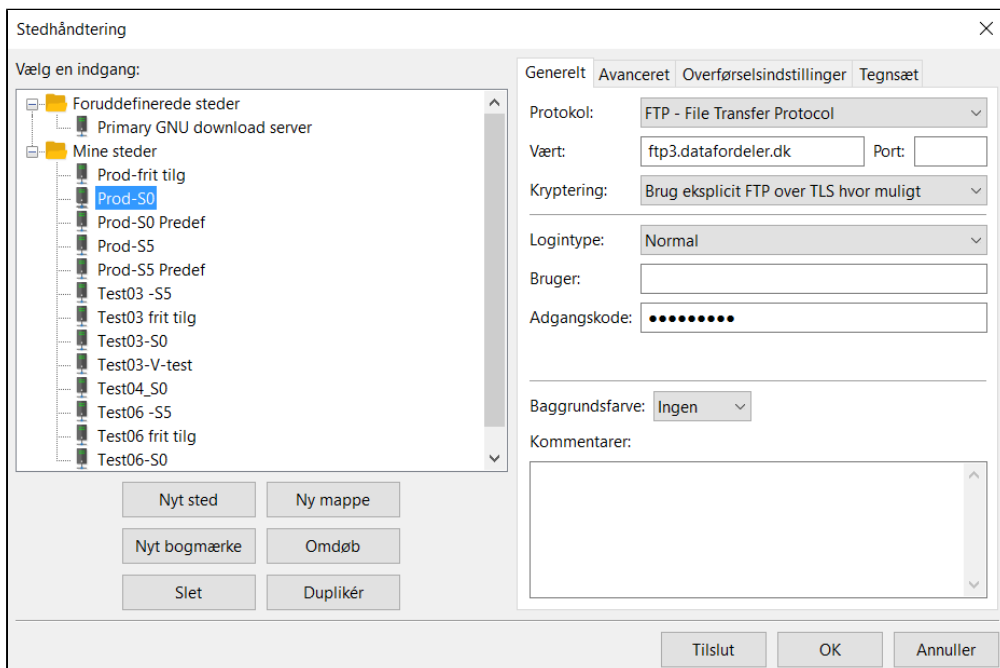 Stedhåndtering
Vælg en indgang:
Foruddefinerede steder
Primary GNU download server
Mine steder
Prod-frit tilg
Prod-S0
Prod-S0 Predef
Prod-S5
Prod-S5 Predef
Test03 -S5
Test03 frit tilg
Test03-S0
Test03-V-test
Test04_S0
Test06 -S5
Test06 frit tilg
Test06-S0
Nyt sted Ny mappe
Nyt bogmærke Omdøb
Slet Duplikér
Generelt Avanceret Overførselsindstillinger Tegnsæt
Protokol: FTP - File Transfer Protocol
Vært: ftp3.datafordeler.dk Port:
Kryptering: Brug eksplicit FTP over TLS hvor muligt
Logintype: Normal
Bruger:
Adgangskode: ●●●●●●●●●
Baggrundsfarve: Ingen
Kommentarer:
Tilslut OK Annuller